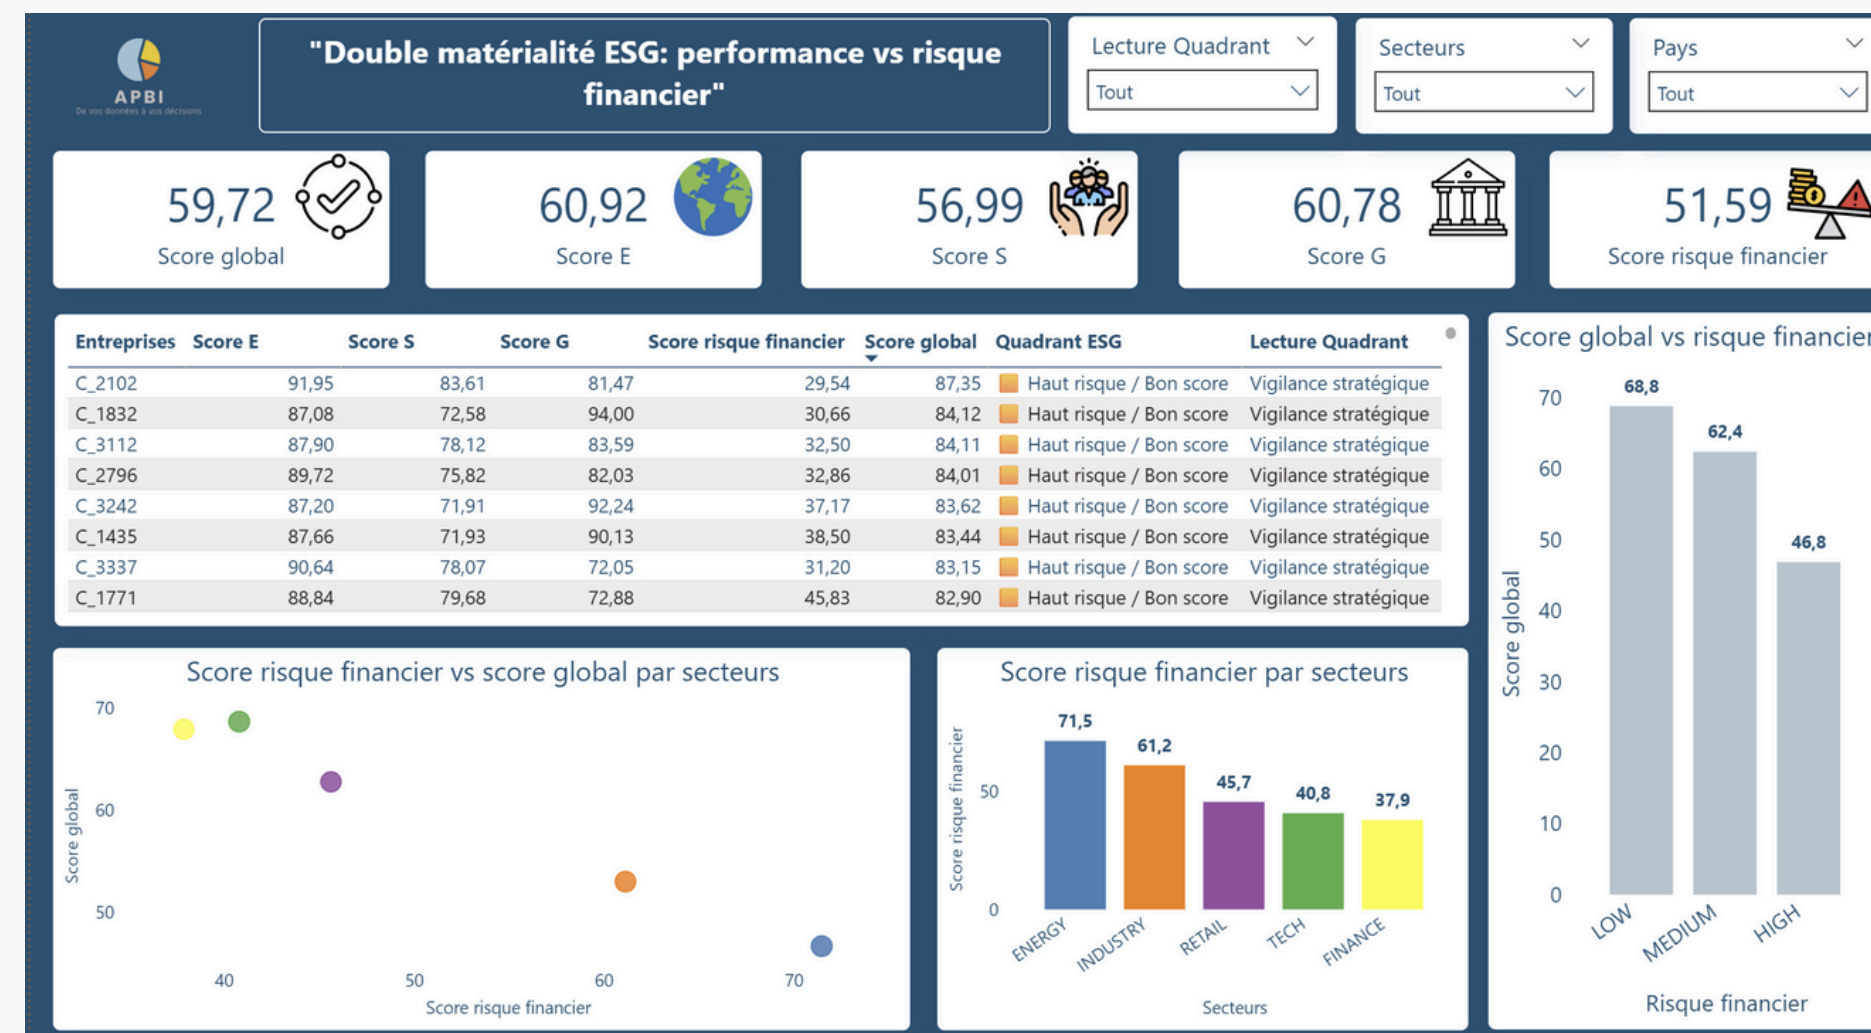 APBI
De vos données à vos décisions
"Double matérialité ESG: performance vs risque
financier"
Lecture Quadrant
Tout
Secteurs
Tout
Pays
Tout
59,72
Score global
60,92
Score E
56,99
Score S
60,78
Score G
51,59
Score risque financier
Entreprises Score E Score S Score G Score risque financier Score global Quadrant ESG Lecture Quadrant
C_2102 91,95 83,61 81,47 29,54 87,35 Haut risque / Bon score Vigilance stratégique
C_1832 87,08 72,58 94,00 30,66 84,12 Haut risque / Bon score Vigilance stratégique
C_3112 87,90 78,12 83,59 32,50 84,11 Haut risque / Bon score Vigilance stratégique
C_2796 89,72 75,82 82,03 32,86 84,01 Haut risque / Bon score Vigilance stratégique
C_3242 87,20 71,91 92,24 37,17 83,62 Haut risque / Bon score Vigilance stratégique
C_1435 87,66 71,93 90,13 38,50 83,44 Haut risque / Bon score Vigilance stratégique
C_3337 90,64 78,07 72,05 31,20 83,15 Haut risque / Bon score Vigilance stratégique
C_1771 88,84 79,68 72,88 45,83 82,90 Haut risque / Bon score Vigilance stratégique
Score global vs risque financier
Score global
70
60
50
40
30
20
10
0
68,8
62,4
46,8
LOW
MEDIUM
HIGH
Risque financier
Score risque financier vs score global par secteurs
Score global
70
60
50
40 50 60 70
Score risque financier
Score risque financier par secteurs
Score risque financier
50
0
71,5
61,2
45,7
40,8
37,9
ENERGY
INDUSTRY
RETAIL
TECH
FINANCE
Secteurs